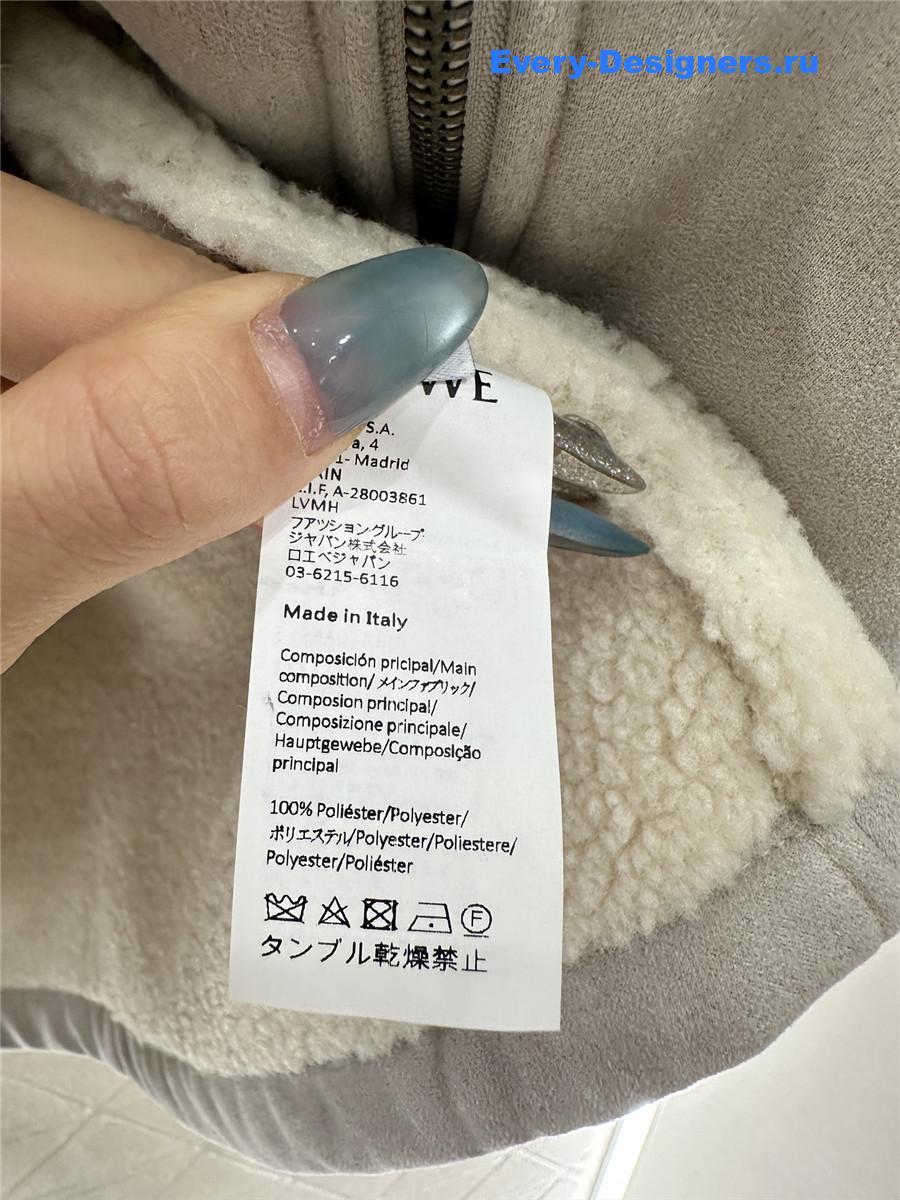 Every-Designers.ru
WE
S.A.
a, 4
1- Madrid
AIN
.I.F, A-28003861
LVMH
フアッション・グループ
ジャパン株式会社
ロエベジャパン
03-6215-6116
Made in Italy
Composición pricipal/Main
composition/ メインファブリック/
Composion principal/
Composizione principale/
Hauptgewebe/Composição
principal
100% Poliéster/Polyester/
ポリエステル/Polyester/Poliestere/
Polyester/Poliéster
F
タンブル乾燥禁止